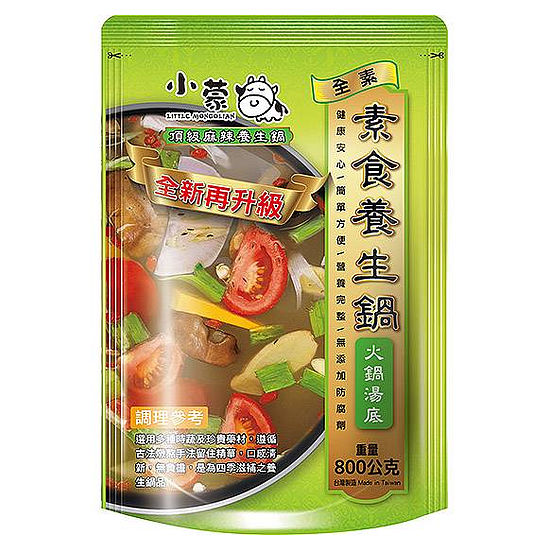 小蒙
LITTLE MONGOLIAN
頂級麻辣養生鍋
全新再升級
全素
素食養生鍋
健康安心/簡單方便/營養完整/無添加防腐劑
火鍋湯底
調理參考
選用多種時蔬及珍貴藥材，遵循
古法熬煮手法留住精華，口感清
新、無負擔，是為四季滋補之養
生鍋品
重量
800公克
台灣製造 Made in Taiwan